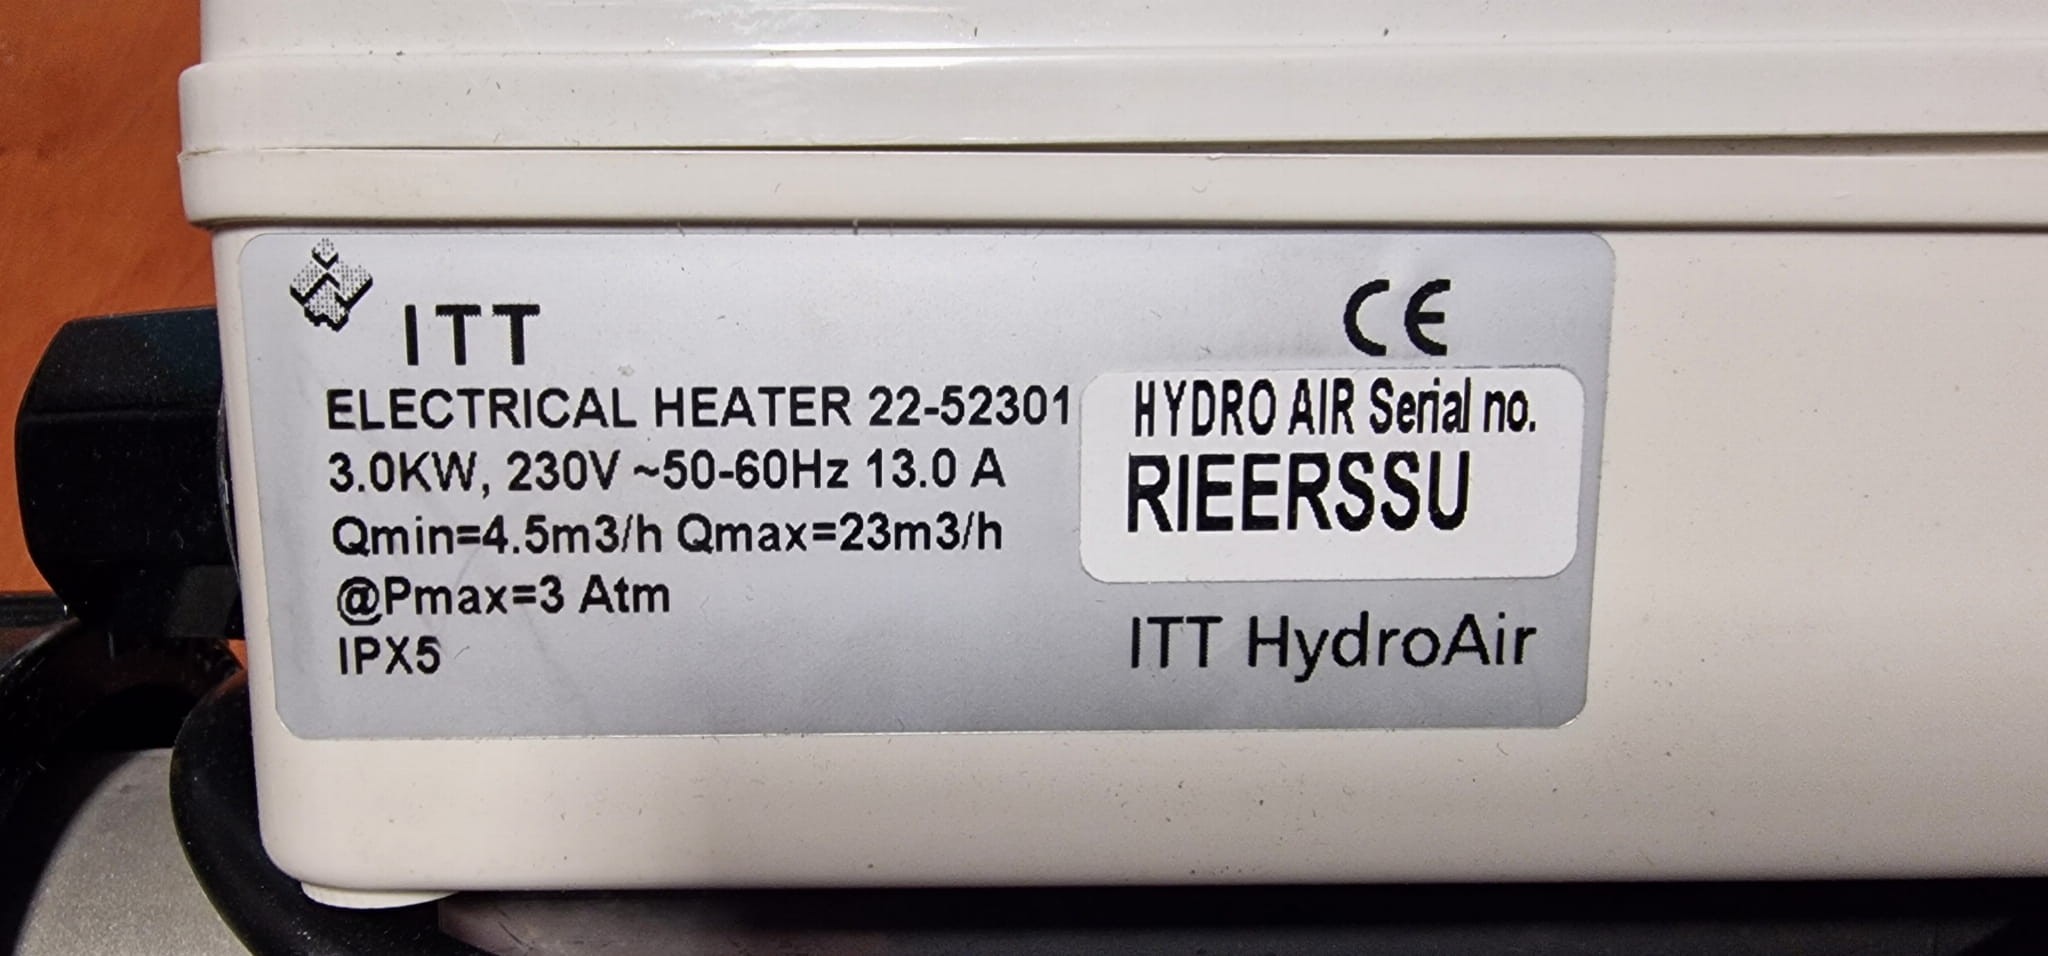 ITT
CE
ELECTRICAL HEATER 22-52301
3.0KW, 230V ~50-60Hz 13.0 A
Qmin=4.5m3/h Qmax=23m3/h
@Pmax=3 Atm
IPX5
HYDRO AIR Serial no.
RIEERSSU
ITT HydroAir